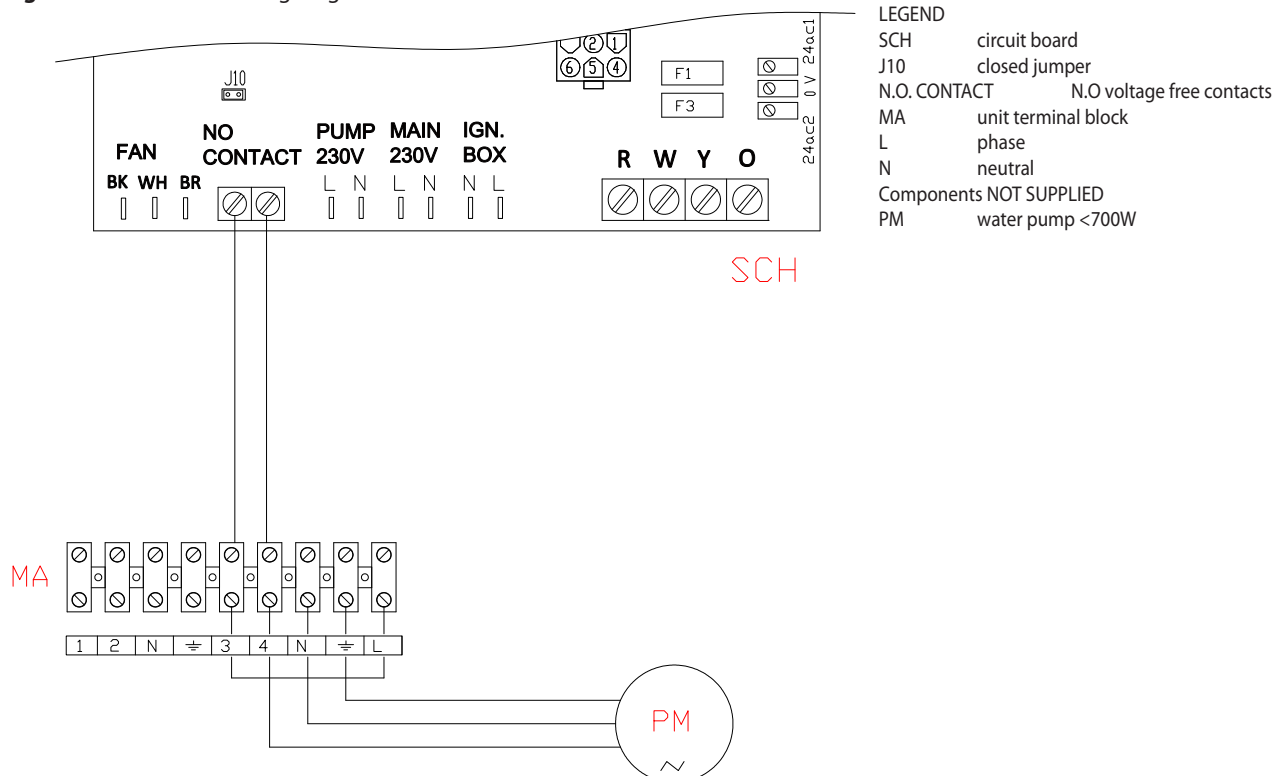 LEGEND
SCH circuit board
J10 closed jumper
N.O. CONTACT N.O voltage free contacts
MA unit terminal block
L phase
N neutral
Components NOT SUPPLIED
PM water pump <700W
J10
2 1
6 5 4
F1
F3
24ac1
0 V
24ac2
FAN
BK WH BR
NO
CONTACT
PUMP
230V
L N
MAIN
230V
L N
IGN.
BOX
N L
R W Y O
SCH
MA
1 2 N 3 4 N L
PM